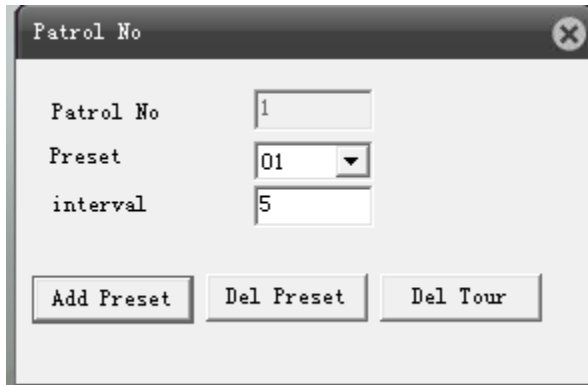 Patrol No
Patrol No 1
Preset 01
interval 5
Add Preset Del Preset Del Tour